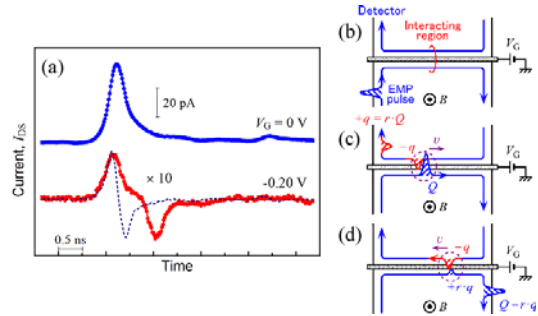 (a)
20 pA
V_G = 0 V
× 10
-0.20 V
0.5 ns
Current, i_DS
Time
(b)
Detector
Interacting
region
V_G
EMP
pulse
B
(c)
+q = r·Q
-q
υ
Q
V_G
B
(d)
υ
-q
+r·q
V_G
Q - r·q
B